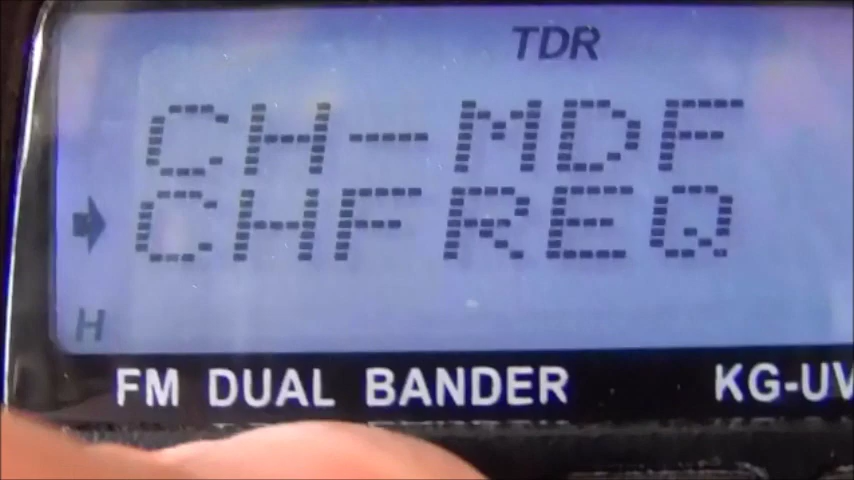 TDR
CH-MDF
CHFREQ
H
FM DUAL BANDER KG-UV